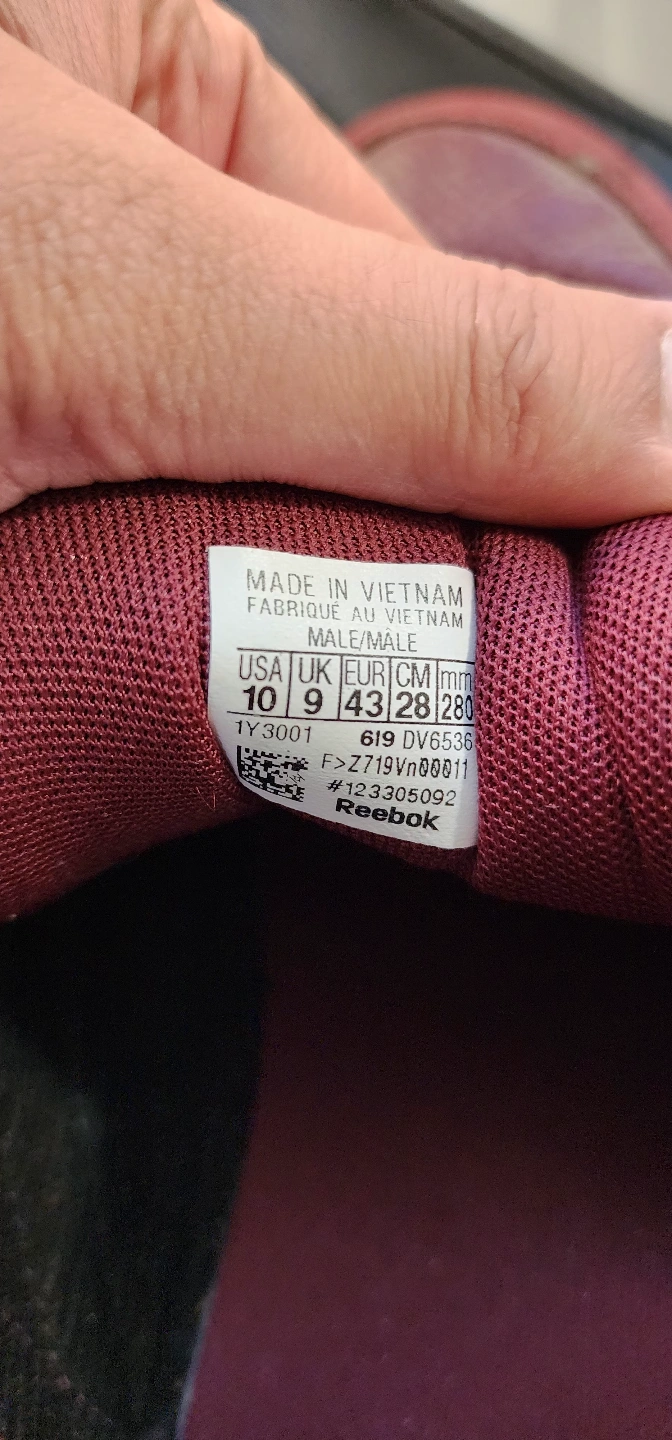 MADE IN VIETNAM
FABRIQUÉ AU VIETNAM
MALE/MÂLE
USA UK EUR CM mm
10 9 43 28 280
1Y3001 619 DV6536
F>Z719Vn00011
#123305092
Reebok